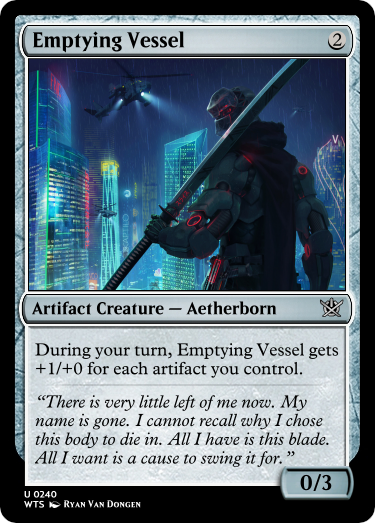 Emptying Vessel 2
Artifact Creature — Aetherborn
During your turn, Emptying Vessel gets
+1/+0 for each artifact you control.
“There is very little left of me now. My
name is gone. I cannot recall why I chose
this body to die in. All I have is this blade.
All I want is a cause to swing it for.”
0/3
U 0240
WTS Ryan Van Dongen